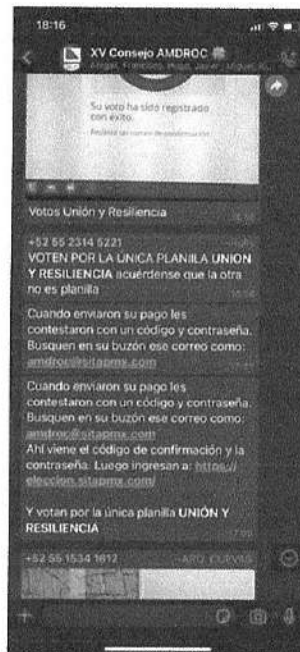 18:16
XV Consejo AMDROC
Su voto ha sido registrado
con éxito.
Votos Unión y Resiliencia
+52 55 2314 5221
VOTEN POR LA ÚNICA PLANILLA UNION
Y RESILIENCIA acuérdense que la otra
no es planilla
Cuando enviaron su pago les
contestaron con un código y contraseña.
Busquen en su buzón ese correo como:
amdroc@sitapmx.com
Cuando enviaron su pago les
contestaron con un código y contraseña.
Busquen en su buzón ese correo como:
amdroc@sitapmx.com
Ahí viene el código de confirmación y la
contraseña. Luego ingresan a: https://
eleccion.sitapmx.com/
Y votan por la única planilla UNIÓN Y
RESILIENCIA
+52 55 1534 1612